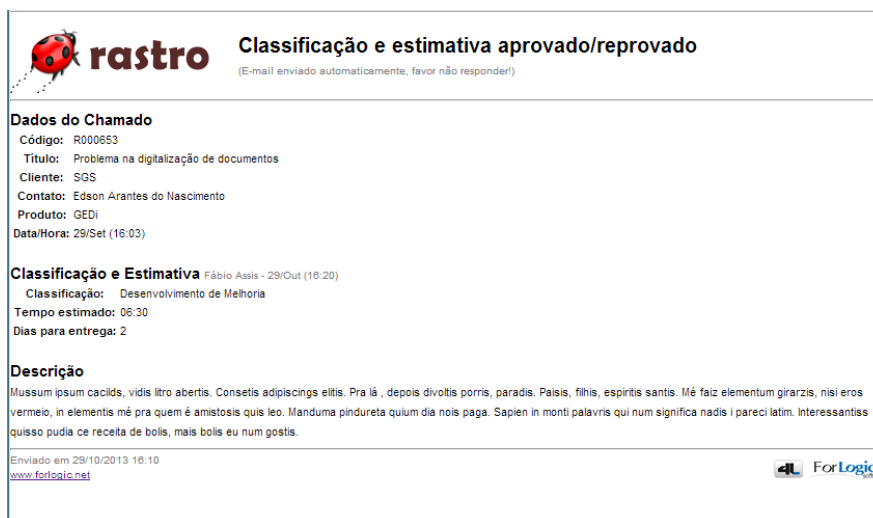 rastro
Classificação e estimativa aprovado/reprovado
(E-mail enviado automaticamente, favor não responder!)
Dados do Chamado
Código: R000653
Título: Problema na digitalização de documentos
Cliente: SGS
Contato: Edson Arantes do Nascimento
Produto: GEDi
Data/Hora: 29/Set (16:03)
Classificação e Estimativa Fábio Assis - 29/Out (16:20)
Classificação: Desenvolvimento de Melhoria
Tempo estimado: 06:30
Dias para entrega: 2
Descrição
Mussum ipsum cacilds, vidis litro abertis. Consetis adipiscings elitis. Pra lá , depois divoltis porris, paradis. Paisis, filhis, espiritis santis. Mé faiz elementum girarzis, nisi eros
vermeio, in elementis mé pra quem é amistosis quis leo. Manduma pindureta quium dia nois paga. Sapien in monti palavris qui num significa nadis i pareci latim. Interessantiss
quisso pudia ce receita de bolis, mais bolis eu num gostis.
Enviado em 29/10/2013 16:10
www.forlogic.net
4L ForLogic